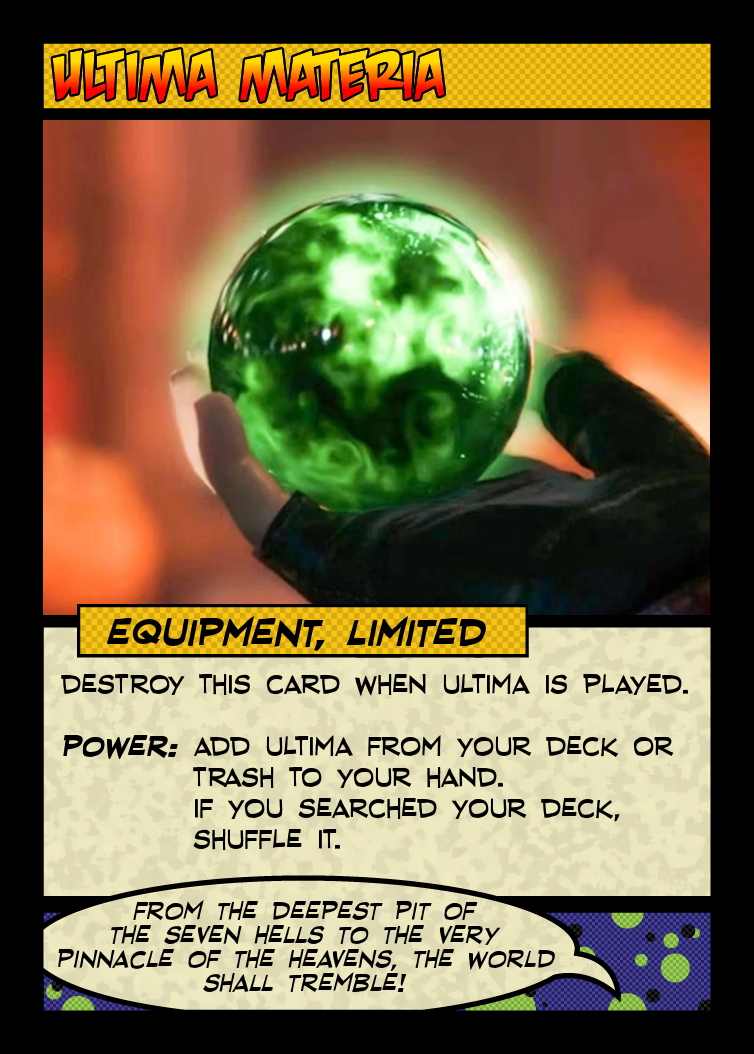 ULTIMA MATERIA
EQUIPMENT, LIMITED
DESTROY THIS CARD WHEN ULTIMA IS PLAYED.
POWER: ADD ULTIMA FROM YOUR DECK OR
TRASH TO YOUR HAND.
IF YOU SEARCHED YOUR DECK,
SHUFFLE IT.
FROM THE DEEPEST PIT OF
THE SEVEN HELLS TO THE VERY
PINNACLE OF THE HEAVENS, THE WORLD
SHALL TREMBLE!